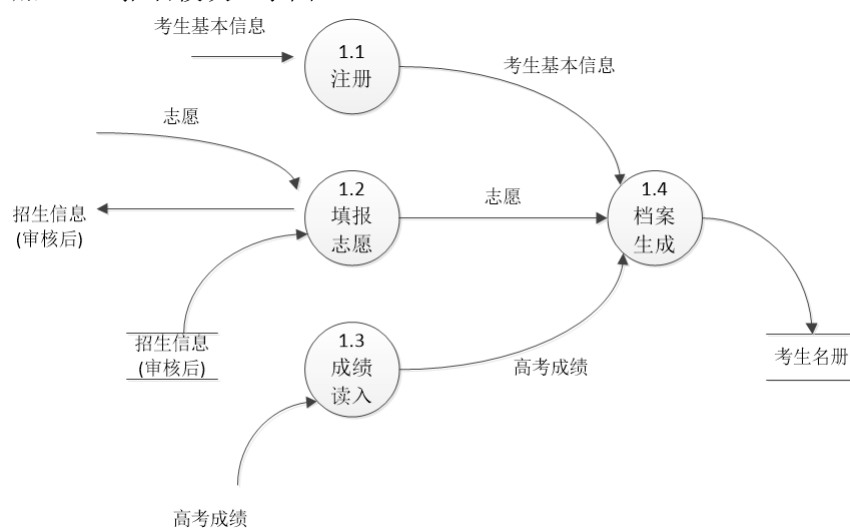 考生基本信息
1.1
注册
考生基本信息
志愿
1.2
填报
志愿
志愿
1.4
档案
生成
招生信息
(审核后)
招生信息
(审核后)
1.3
成绩
读入
高考成绩
考生名册
高考成绩